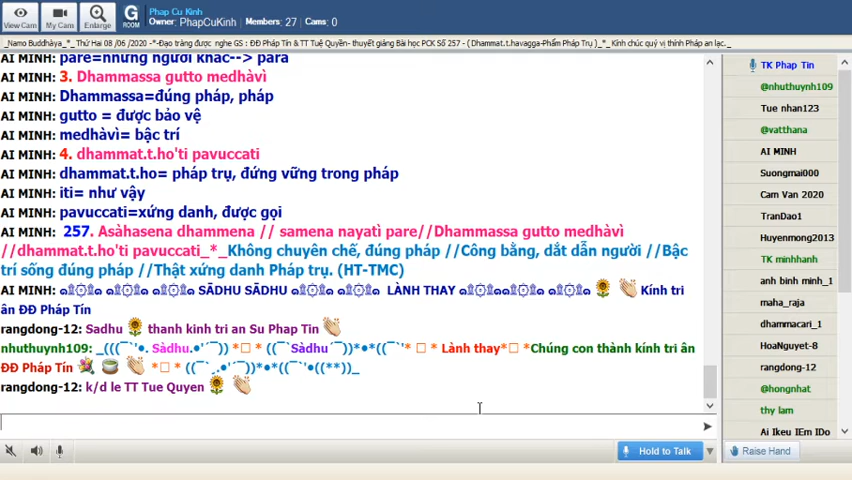 View Cam
My Cam
Enlarge
G
ROOM
Phap Cu Kinh
Owner: PhapCuKinh | Members: 27 | Cams: 0
_Namo Buddhàya_*_ Thứ Hai 08 /06 /2020 -*-Đạo tràng được nghe GS : ĐĐ Pháp Tín & TT Tuệ Quyền- thuyết giảng Bài học PCK Số 257 - ( Dhammat.t.havagga-Phẩm Pháp Trụ )_*_ Kính chúc quý vị thính Pháp an lạc._
AI MINH: pare=những người khác--> para
AI MINH: 3. Dhammassa gutto medhàvì
AI MINH: Dhammassa=đúng pháp, pháp
AI MINH: gutto = được bảo vệ
AI MINH: medhàvì= bậc trí
AI MINH: 4. dhammat.t.ho'ti pavuccati
AI MINH: dhammat.t.ho= pháp trụ, đứng vững trong pháp
AI MINH: iti= như vậy
AI MINH: pavuccati=xứng danh, được gọi
AI MINH: 257. Asàhasena dhammena // samena nayatì pare//Dhammassa gutto medhàvì
//dhammat.t.ho'ti pavuccati_*_Không chuyên chế, đúng pháp //Công bằng, dắt dẫn người //Bậc
trí sống đúng pháp //Thật xứng danh Pháp trụ. (HT-TMC)
AI MINH: SĀDHU SĀDHU LÀNH THAY Kính tri
ân ĐĐ Pháp Tín
rangdong-12: Sadhu thanh kinh tri an Su Phap Tin
nhuthuynh109: Sàdhu. Sàdhu Lành thay Chúng con thành kính tri ân
ĐĐ Pháp Tín
rangdong-12: k/d le TT Tue Quyen
Hold to Talk
Raise Hand
TK Phap Tin
@nhuthuynh109
Tue nhan123
@vatthana
AI MINH
Suongmai000
Cam Van 2020
TranDao1
Huyenmong2013
TK minhhanh
anh binh minh_1
maha_raja
dhammacari_1
HoaNguyet-8
rangdong-12
@hongnhat
thy lam
Ai Ikeu IEm IDo